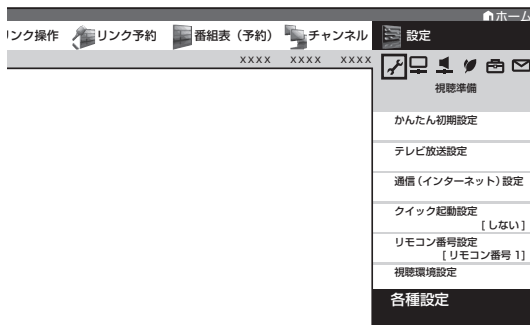 ホーム
ンク操作 リンク予約 番組表（予約） チャンネル 設定
xxxx xxxx xxxx
視聴準備
かんたん初期設定
テレビ放送設定
通信（インターネット）設定
クイック起動設定
[しない]
リモコン番号設定
[リモコン番号 1]
視聴環境設定
各種設定